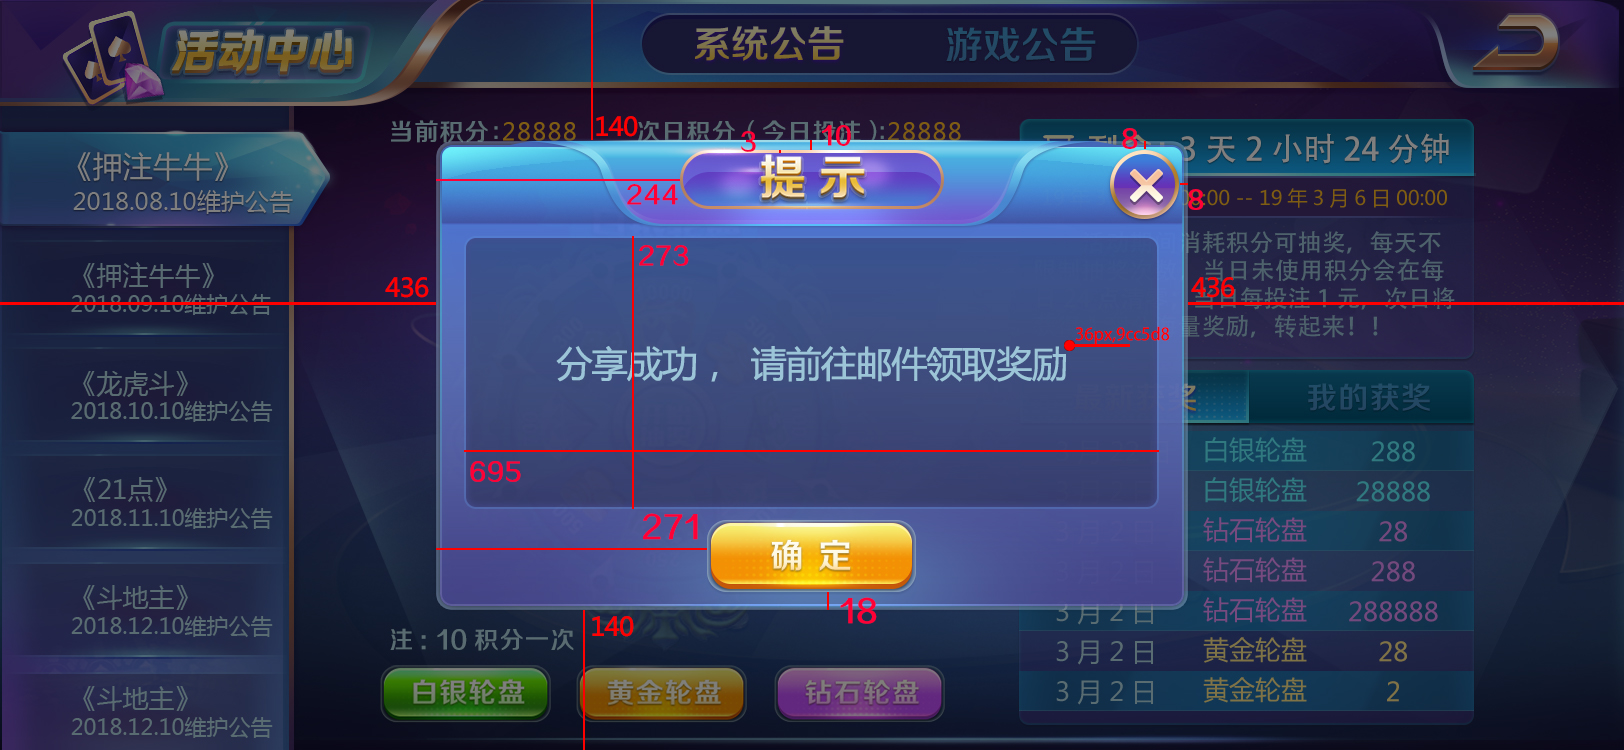 活动中心
系统公告
游戏公告
当前积分:28888
140
次日积分(今日投注):28888
3
10
8
《押注牛牛》
2018.08.10维护公告
提示
3 天 2 小时 24 分钟
244
8
00:00 -- 19 年 3 月 6 日 00:00
273
消耗积分可抽奖，每天不
当日未使用积分会在每
《押注牛牛》
2018.09.10维护公告
436
436
当日每投注 1 元，次日将
量奖励，转起来！！
36px,9cc5d8
分享成功， 请前往邮件领取奖励
《龙虎斗》
2018.10.10维护公告
奖
我的获奖
695
白银轮盘 288
白银轮盘 28888
《21点》
2018.11.10维护公告
271
确 定
钻石轮盘 28
钻石轮盘 288
《斗地主》
2018.12.10维护公告
18
3 月 2 日 钻石轮盘 288888
140
注:10 积分一次
3 月 2 日 黄金轮盘 28
3 月 2 日 黄金轮盘 2
白银轮盘
黄金轮盘
钻石轮盘
《斗地主》
2018.12.10维护公告